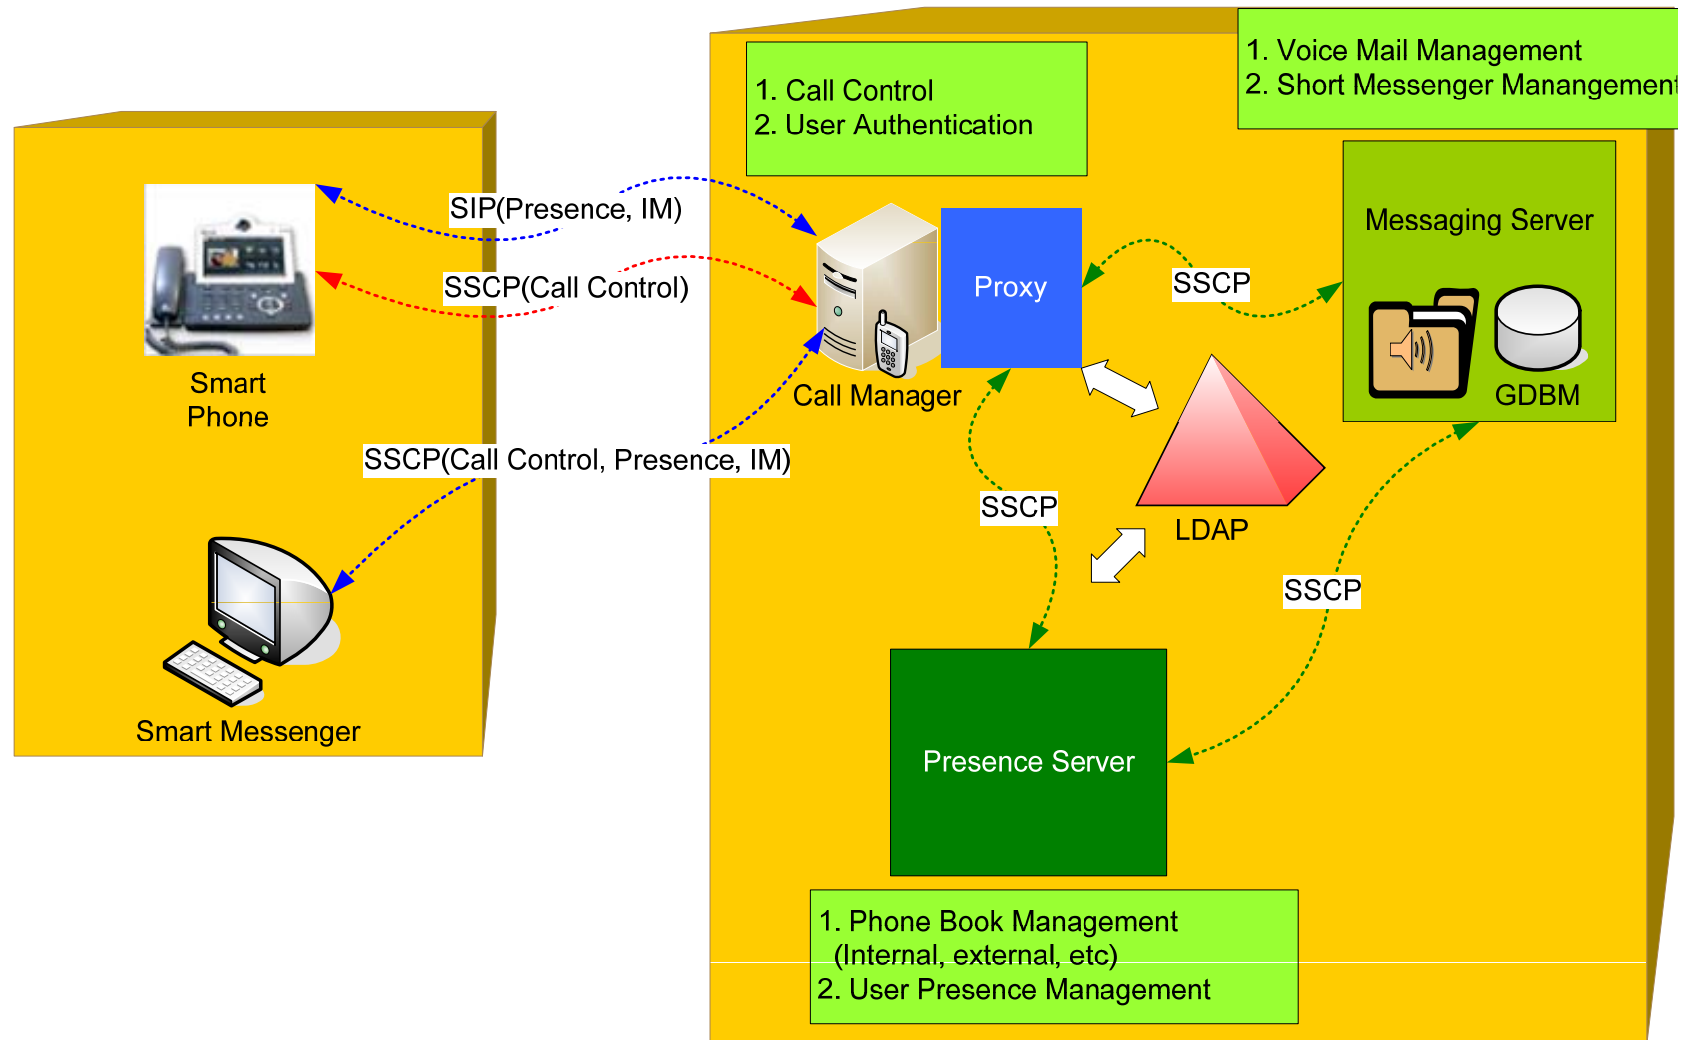 1. Voice Mail Management
2. Short Messenger Manangement
1. Call Control
2. User Authentication
SIP(Presence, IM)
SSCP(Call Control)
Smart
Phone
Call Manager
Proxy
SSCP
Messaging Server
GDBM
SSCP(Call Control, Presence, IM)
SSCP
LDAP
SSCP
Smart Messenger
Presence Server
1. Phone Book Management
(Internal, external, etc)
2. User Presence Management